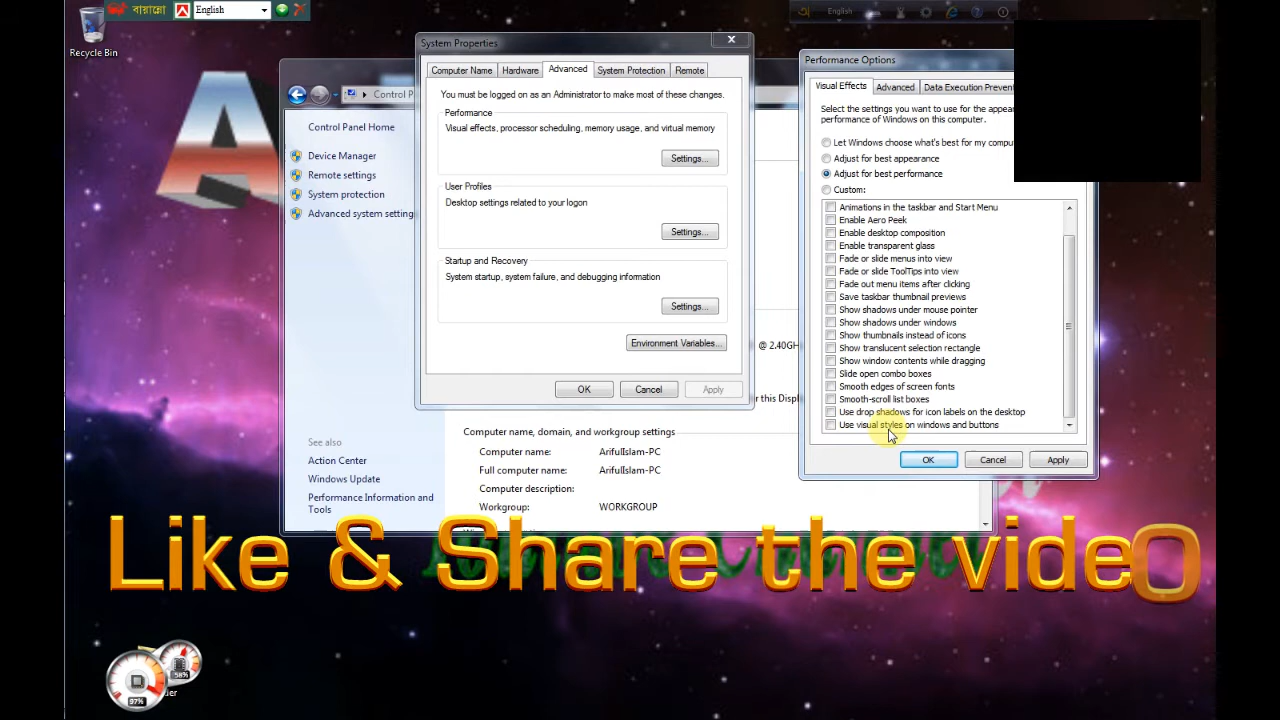 বায়ান্নো
English
অ
English
Recycle Bin
System Properties
Computer Name
Hardware
Advanced
System Protection
Remote
You must be logged on as an Administrator to make most of these changes.
Performance
Visual effects, processor scheduling, memory usage, and virtual memory
Settings...
User Profiles
Desktop settings related to your logon
Settings...
Startup and Recovery
System startup, system failure, and debugging information
Settings...
Environment Variables...
OK
Cancel
Apply
Control P
Control Panel Home
Device Manager
Remote settings
System protection
Advanced system setting
See also
Action Center
Windows Update
Performance Information and
Tools
@ 2.40GH
r this Displ
Computer name, domain, and workgroup settings
Computer name:
ArifulIslam-PC
Full computer name:
ArifulIslam-PC
Computer description:
Workgroup:
WORKGROUP
Performance Options
Visual Effects
Advanced
Data Execution Prevent
Select the settings you want to use for the appea
performance of Windows on this computer.
Let Windows choose what's best for my compu
Adjust for best appearance
Adjust for best performance
Custom:
Animations in the taskbar and Start Menu
Enable Aero Peek
Enable desktop composition
Enable transparent glass
Fade or slide menus into view
Fade or slide ToolTips into view
Fade out menu items after clicking
Save taskbar thumbnail previews
Show shadows under mouse pointer
Show shadows under windows
Show thumbnails instead of icons
Show translucent selection rectangle
Show window contents while dragging
Slide open combo boxes
Smooth edges of screen fonts
Smooth-scroll list boxes
Use drop shadows for icon labels on the desktop
Use visual styles on windows and buttons
OK
Cancel
Apply
Like & Share the video
58%
97%